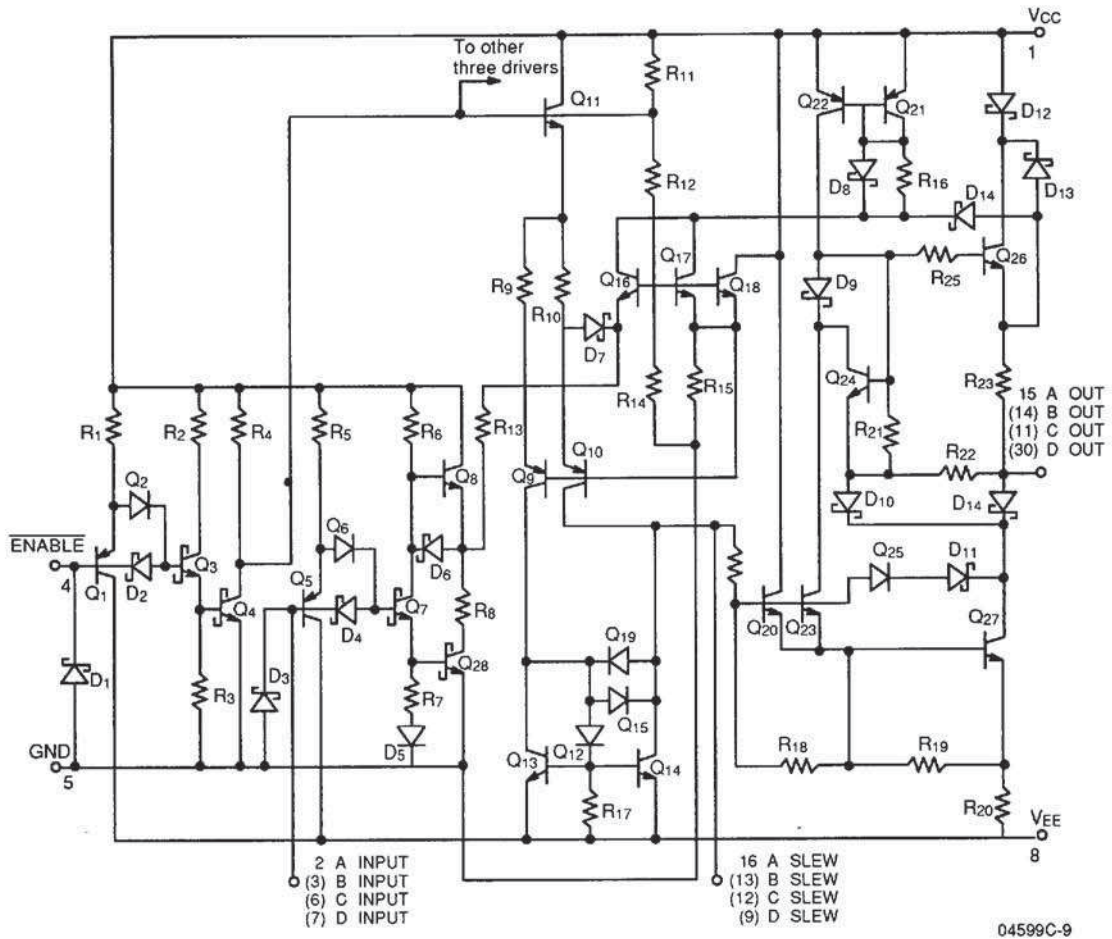 VCC
1
To other
three drivers
R11
Q11
Q22
Q21
D12
R12
D8
R16
D13
D14
Q16
Q17
Q18
R25
Q26
R9
R10
D9
D7
Q24
R23
R14
R15
R21
R22
15 A OUT
(14) B OUT
(11) C OUT
(30) D OUT
R1
R2
R4
R5
R6
R13
Q8
Q9
Q10
D10
D14
Q2
Q6
D6
Q25
D11
ENABLE
4
Q1
D2
Q3
Q4
Q5
D4
Q7
R8
Q20
Q23
Q27
D1
R3
D3
Q28
R7
Q19
Q15
D5
Q12
GND
5
Q13
Q14
R17
R18
R19
R20
VEE
8
2 A INPUT
(3) B INPUT
(6) C INPUT
(7) D INPUT
16 A SLEW
(13) B SLEW
(12) C SLEW
(9) D SLEW
04599C-9